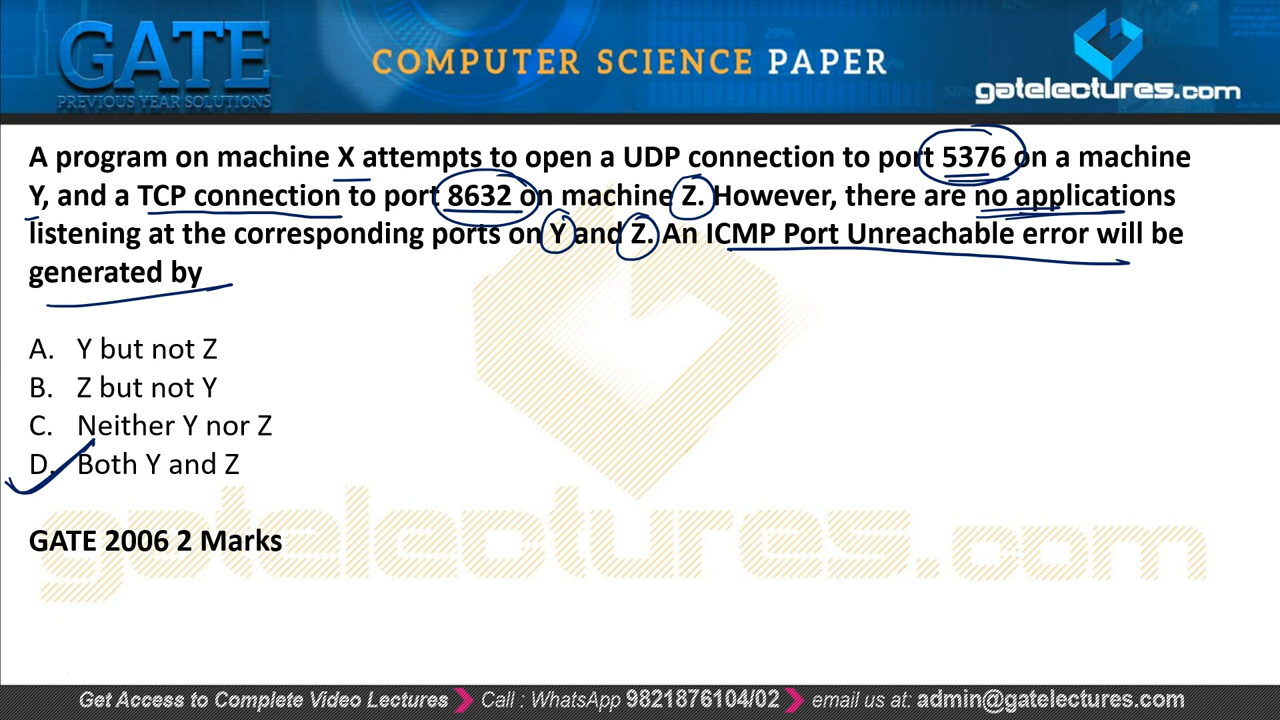 GATE
PREVIOUS YEAR SOLUTIONS
COMPUTER SCIENCE PAPER
gatelectures.com
A program on machine X attempts to open a UDP connection to port 5376 on a machine
Y, and a TCP connection to port 8632 on machine Z. However, there are no applications
listening at the corresponding ports on Y and Z. An ICMP Port Unreachable error will be
generated by
A. Y but not Z
B. Z but not Y
C. Neither Y nor Z
D. Both Y and Z
GATE 2006 2 Marks
gatelectures.com
Get Access to Complete Video Lectures Call : WhatsApp 9821876104/02 email us at: admin@gatelectures.com